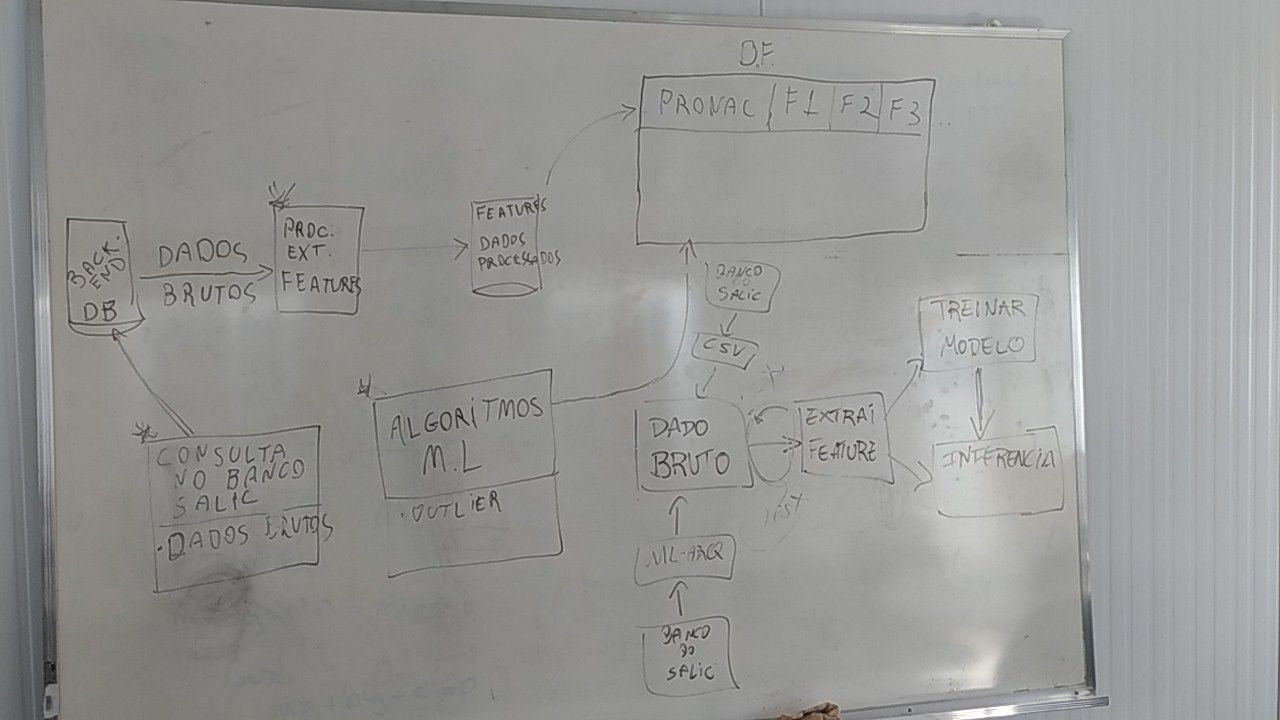 D.F.
PRONAC F1 F2 F3 ..
BACK.
END
DB
DADOS
BRUTOS
PROC.
EXT.
FEATURES
FEATURES
DADOS
PROCESSADOS
CONSULTA
NO BANCO
SALIC
.DADOS BRUTOS
ALGORITMOS
M.L
.OUTLIER
BANCO
DO
SALIC
CSV
DADO
BRUTO
EXTRAI
FEATURE
TREINAR
MODELO
INFERENCIA
ML-ARQ
BANCO
DO
SALIC